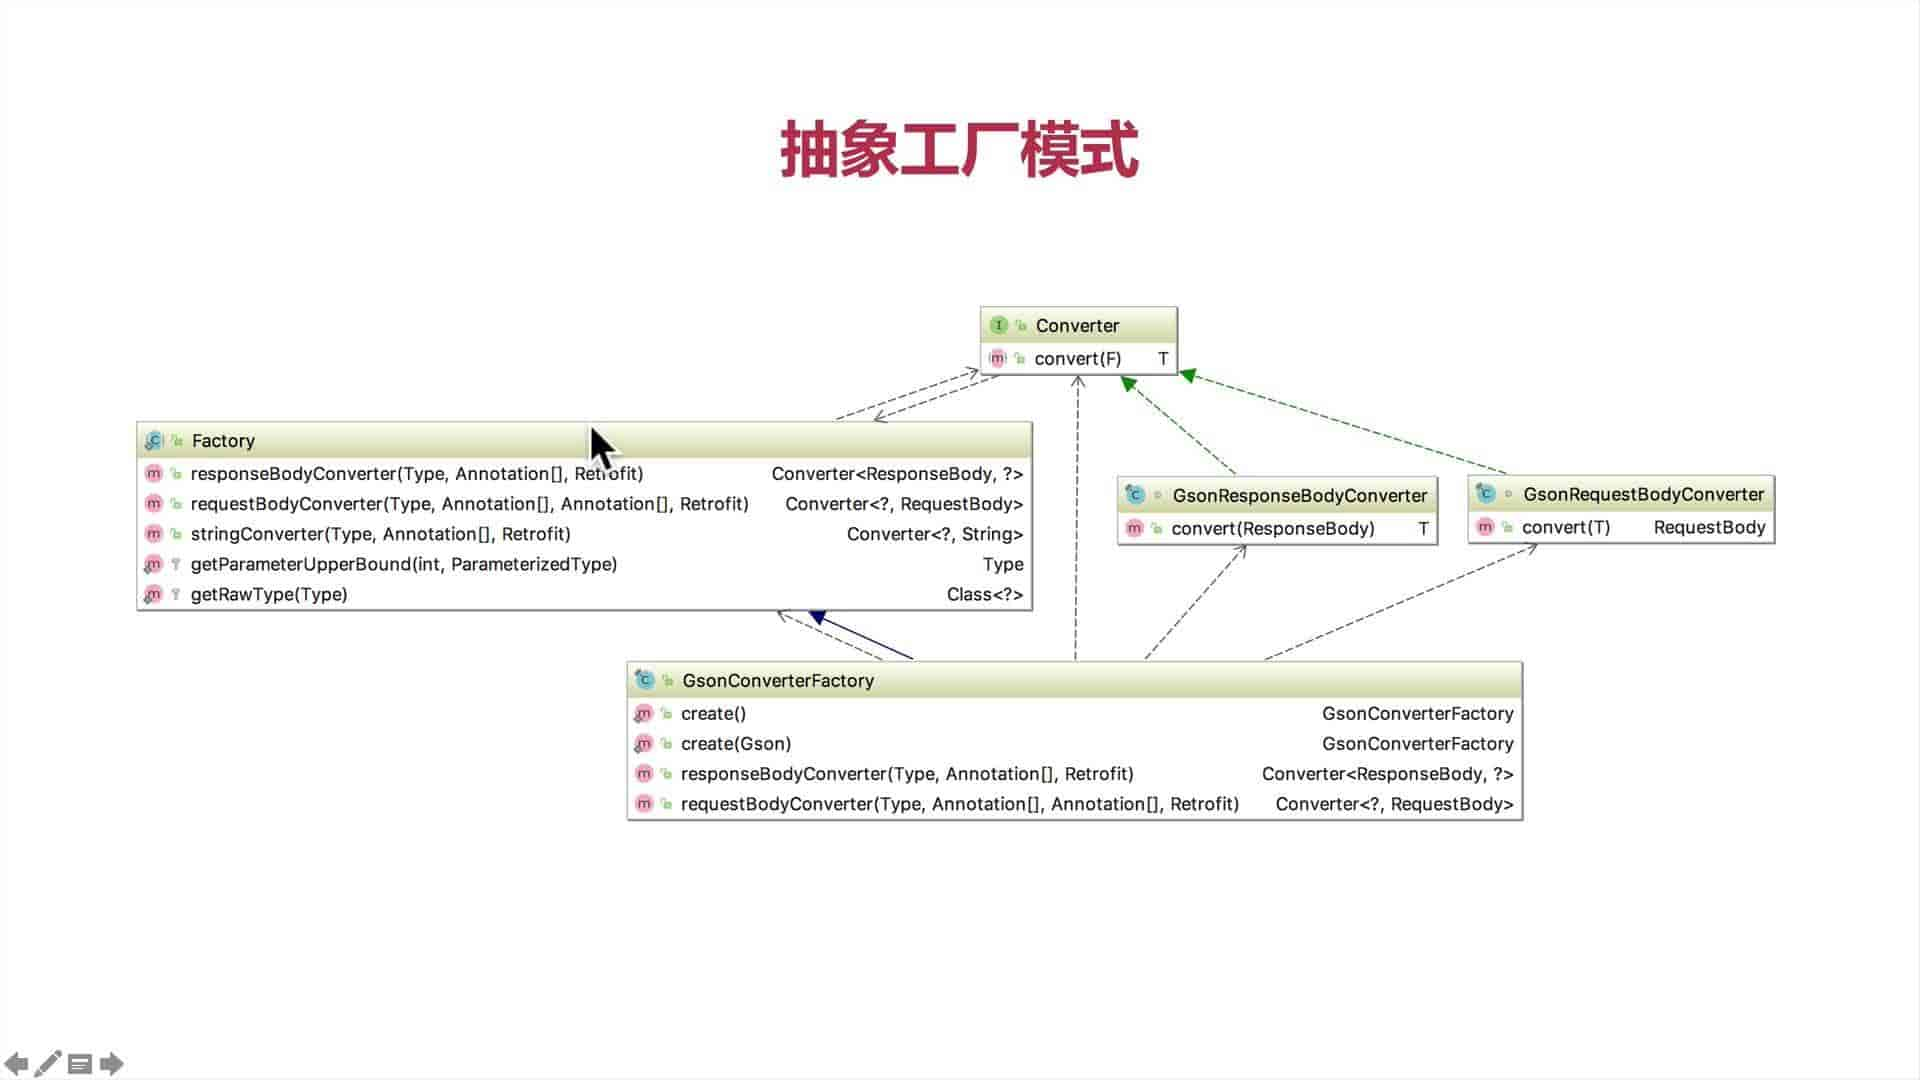 抽象工厂模式
Converter
convert(F) T
Factory
responseBodyConverter(Type, Annotation[], Retrofit) Converter<ResponseBody, ?>
requestBodyConverter(Type, Annotation[], Annotation[], Retrofit) Converter<?, RequestBody>
stringConverter(Type, Annotation[], Retrofit) Converter<?, String>
getParameterUpperBound(int, ParameterizedType) Type
getRawType(Type) Class<?>
GsonResponseBodyConverter
convert(ResponseBody) T
GsonRequestBodyConverter
convert(T) RequestBody
GsonConverterFactory
create() GsonConverterFactory
create(Gson) GsonConverterFactory
responseBodyConverter(Type, Annotation[], Retrofit) Converter<ResponseBody, ?>
requestBodyConverter(Type, Annotation[], Annotation[], Retrofit) Converter<?, RequestBody>